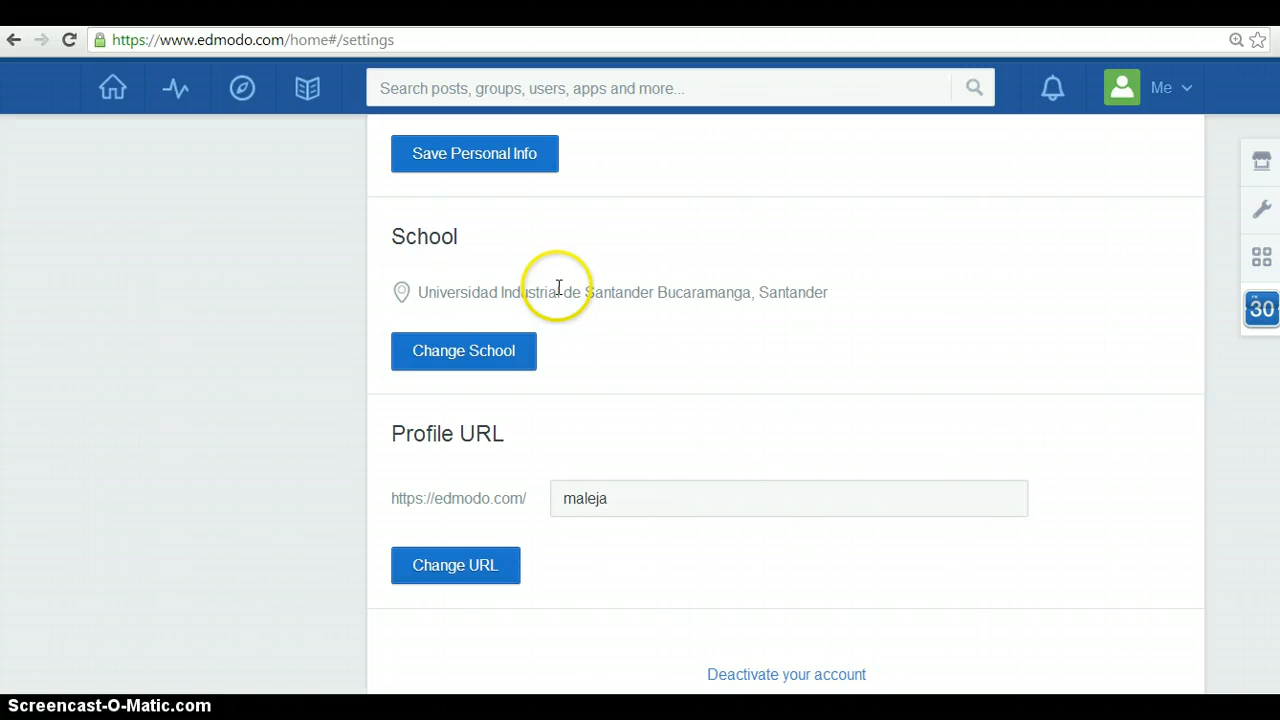 https://www.edmodo.com/home#/settings
Search posts, groups, users, apps and more...
Me
Save Personal Info
School
Universidad Industrial de Santander Bucaramanga, Santander
30
Change School
Profile URL
https://edmodo.com/ maleja
Change URL
Deactivate your account
Screencast-O-Matic.com